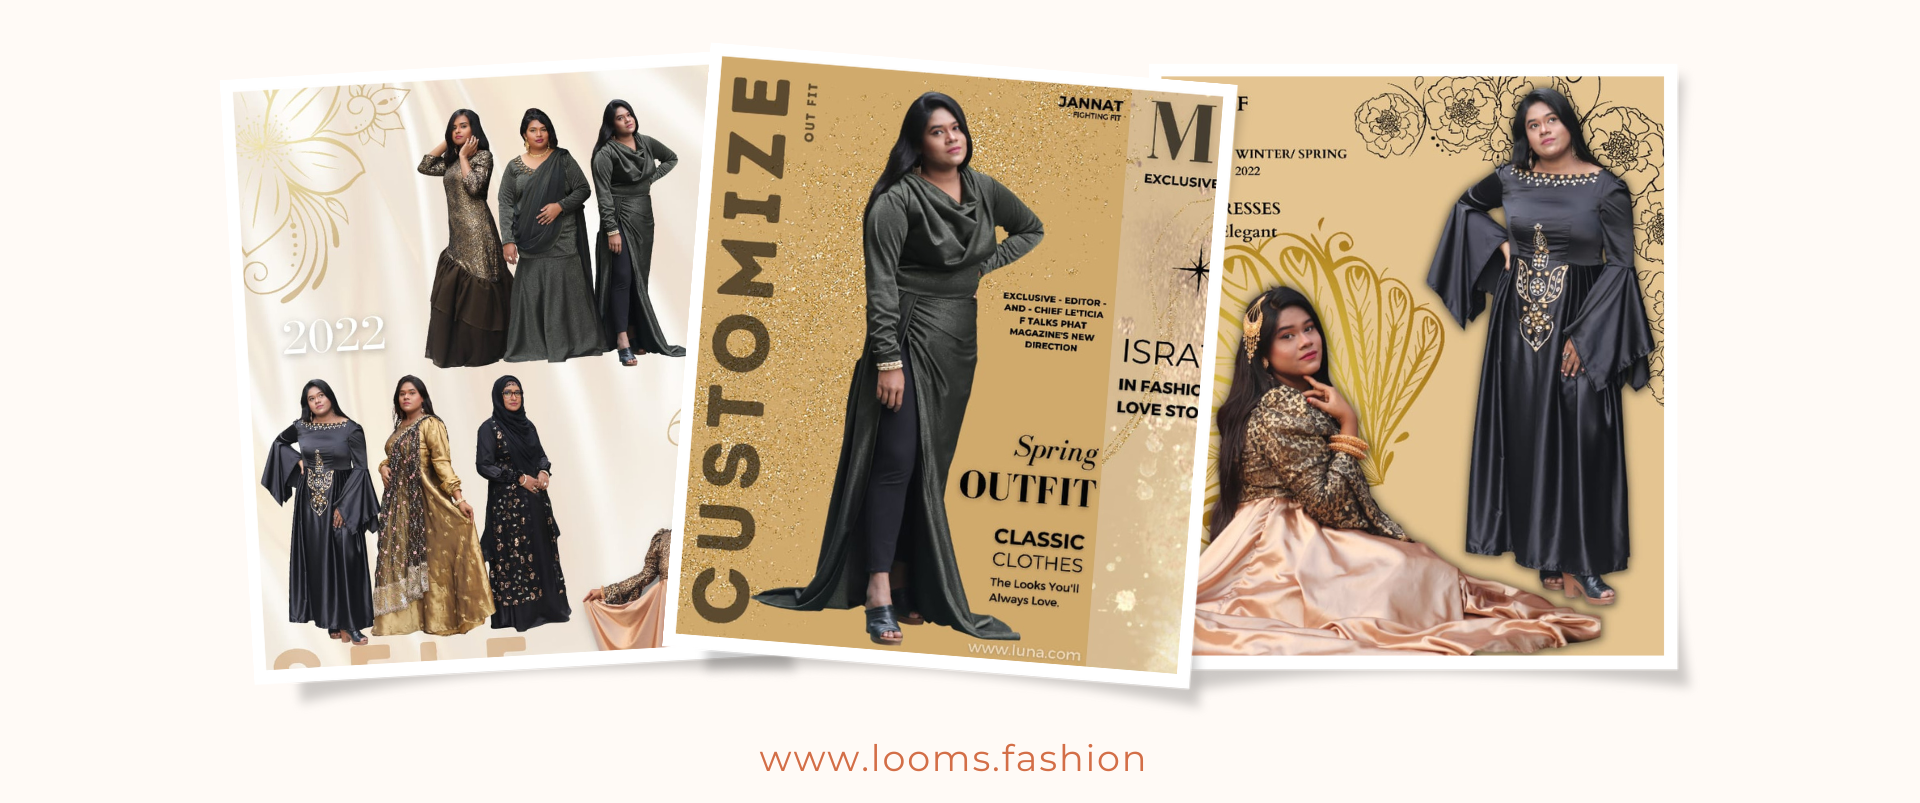 2022
SELF
CUSTOMIZE
OUT FIT
JANNAT
FIGHTING FIT
EXCLUSIVE - EDITOR -
AND - CHIEF LE'TICIA
F TALKS PHAT
MAGAZINE'S NEW
DIRECTION
Spring
OUTFIT
CLASSIC
CLOTHES
The Looks You'll
Always Love.
www.luna.com
M
EXCLUSIVE
ISRA
IN FASHIO
LOVE STO
F
WINTER/ SPRING
2022
RESSES
Elegant
www.looms.fashion